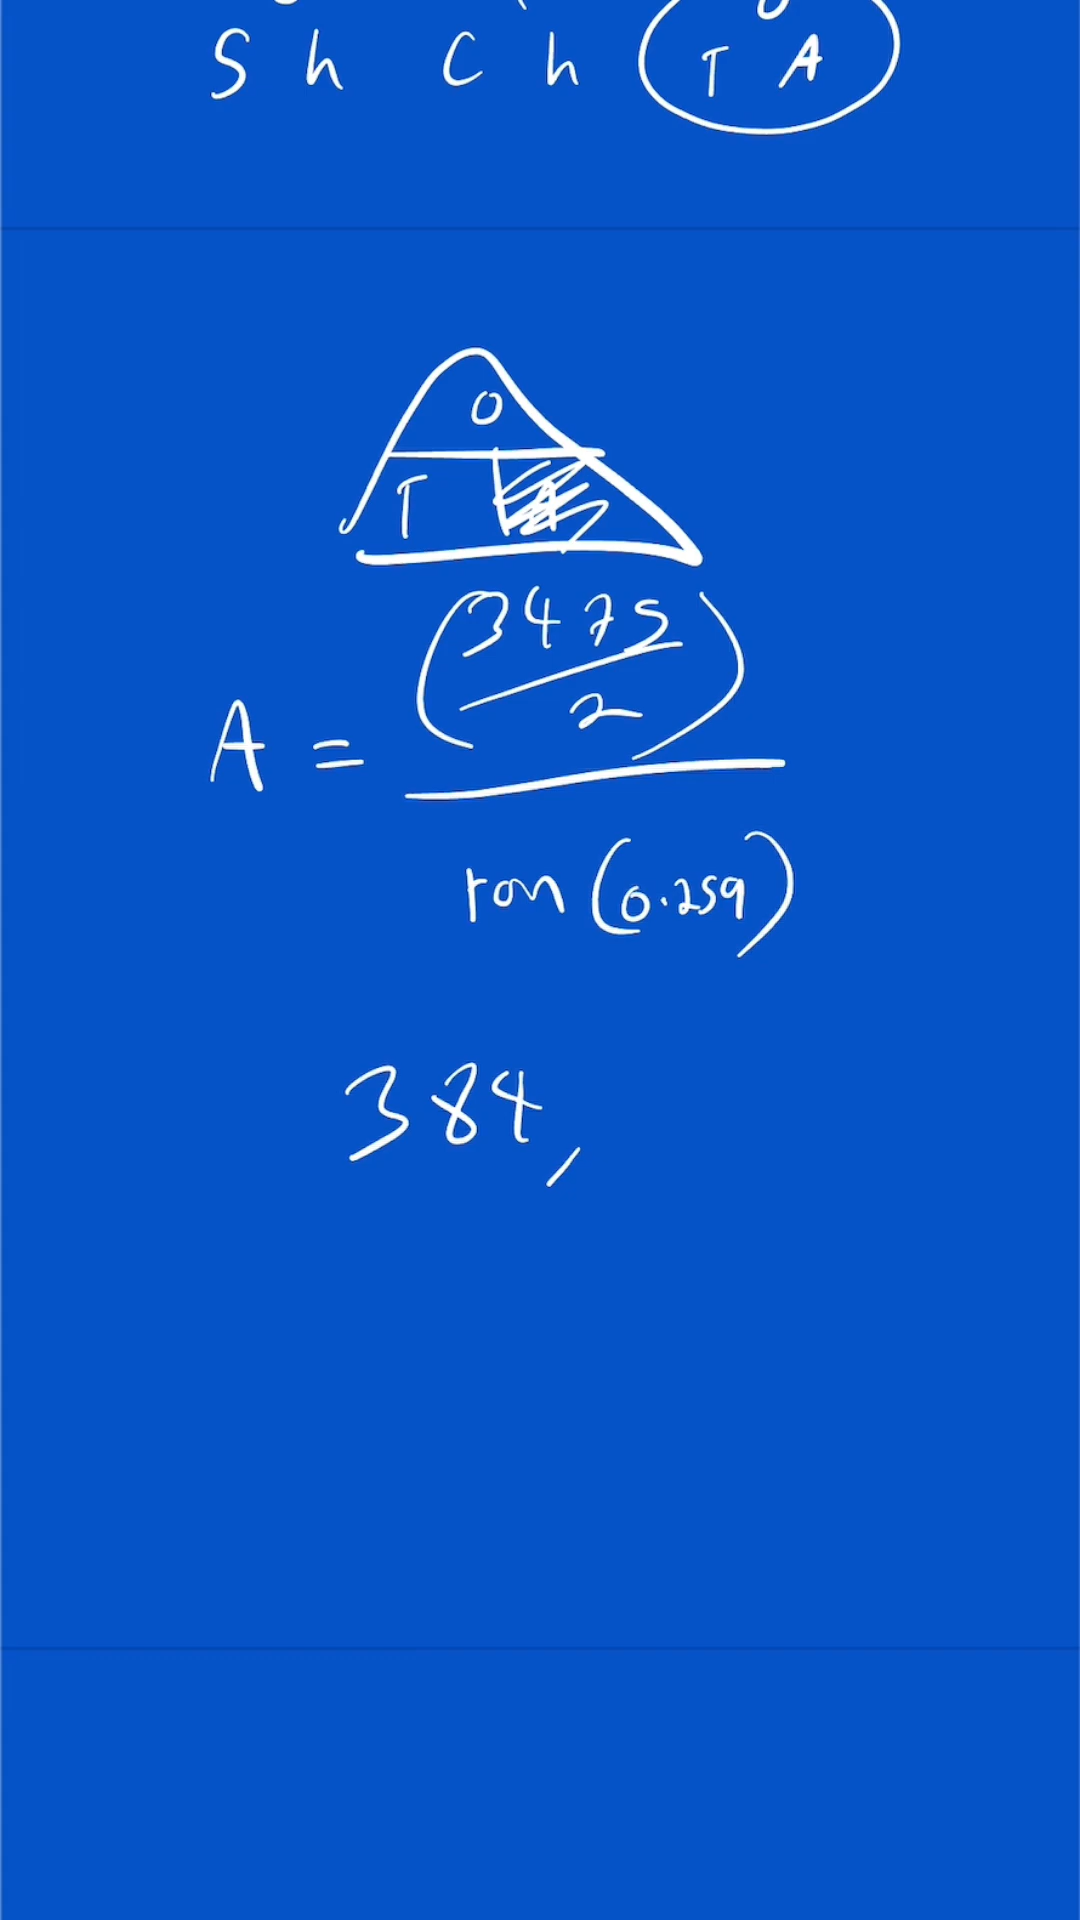 S h C h T A
O
T
A = (3475/2)
tan (0.259)
384,